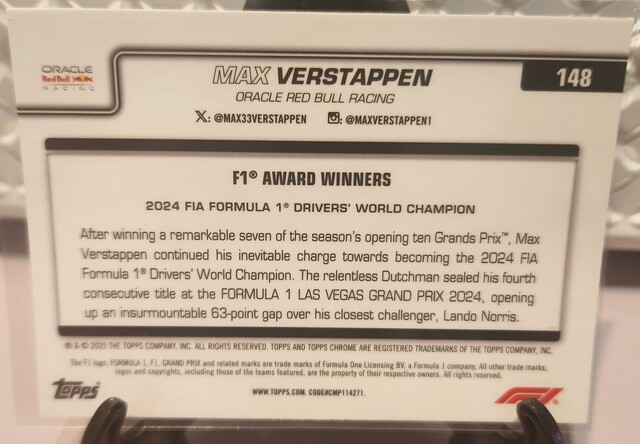 ORACLE
Red Bull
RACING
MAX VERSTAPPEN
148
ORACLE RED BULL RACING
X: @MAX33VERSTAPPEN : @MAXVERSTAPPEN1
F1® AWARD WINNERS
2024 FIA FORMULA 1® DRIVERS' WORLD CHAMPION
After winning a remarkable seven of the season's opening ten Grands Prix™, Max
Verstappen continued his inevitable charge towards becoming the 2024 FIA
Formula 1® Drivers' World Champion. The relentless Dutchman sealed his fourth
consecutive title at the FORMULA 1 LAS VEGAS GRAND PRIX 2024, opening
up an insurmountable 63-point gap over his closest challenger, Lando Norris.
® & © 2025 THE TOPPS COMPANY, INC. ALL RIGHTS RESERVED. TOPPS AND TOPPS CHROME ARE REGISTERED TRADEMARKS OF THE TOPPS COMPANY, INC.
The F1 logo, FORMULA 1, F1, GRAND PRIX and related marks are trade marks of Formula One Licensing BV, a Formula 1 company. All other trade marks,
logos and copyrights, including those of the teams featured, are the property of their respective owners. All rights reserved.
Topps
WWW.TOPPS.COM. CODE#CMP114271.
F1